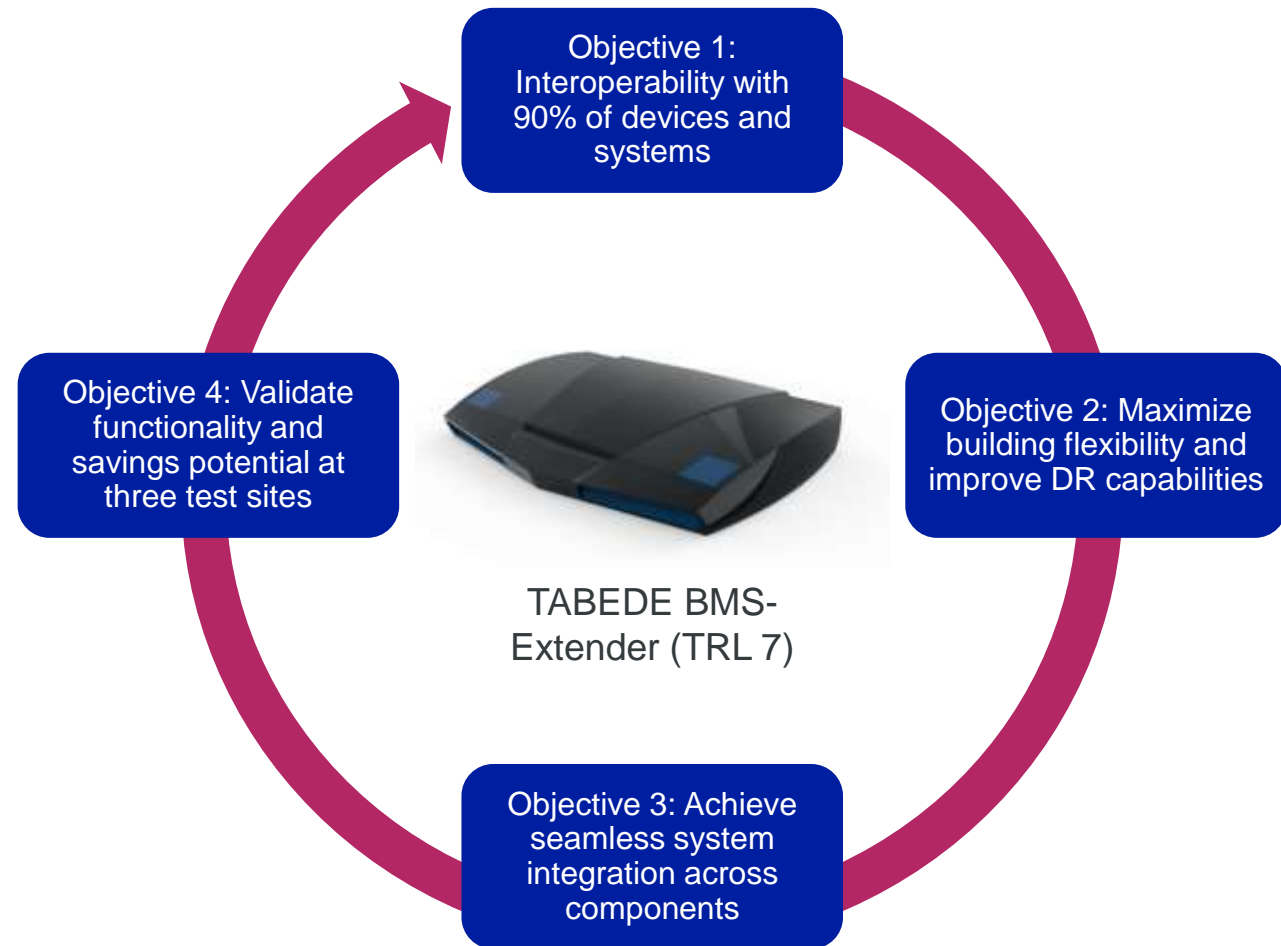 Objective 1:
Interoperability with
90% of devices and
systems
Objective 2: Maximize
building flexibility and
improve DR capabilities
Objective 3: Achieve
seamless system
integration across
components
Objective 4: Validate
functionality and
savings potential at
three test sites
TABEDE BMS-
Extender (TRL 7)